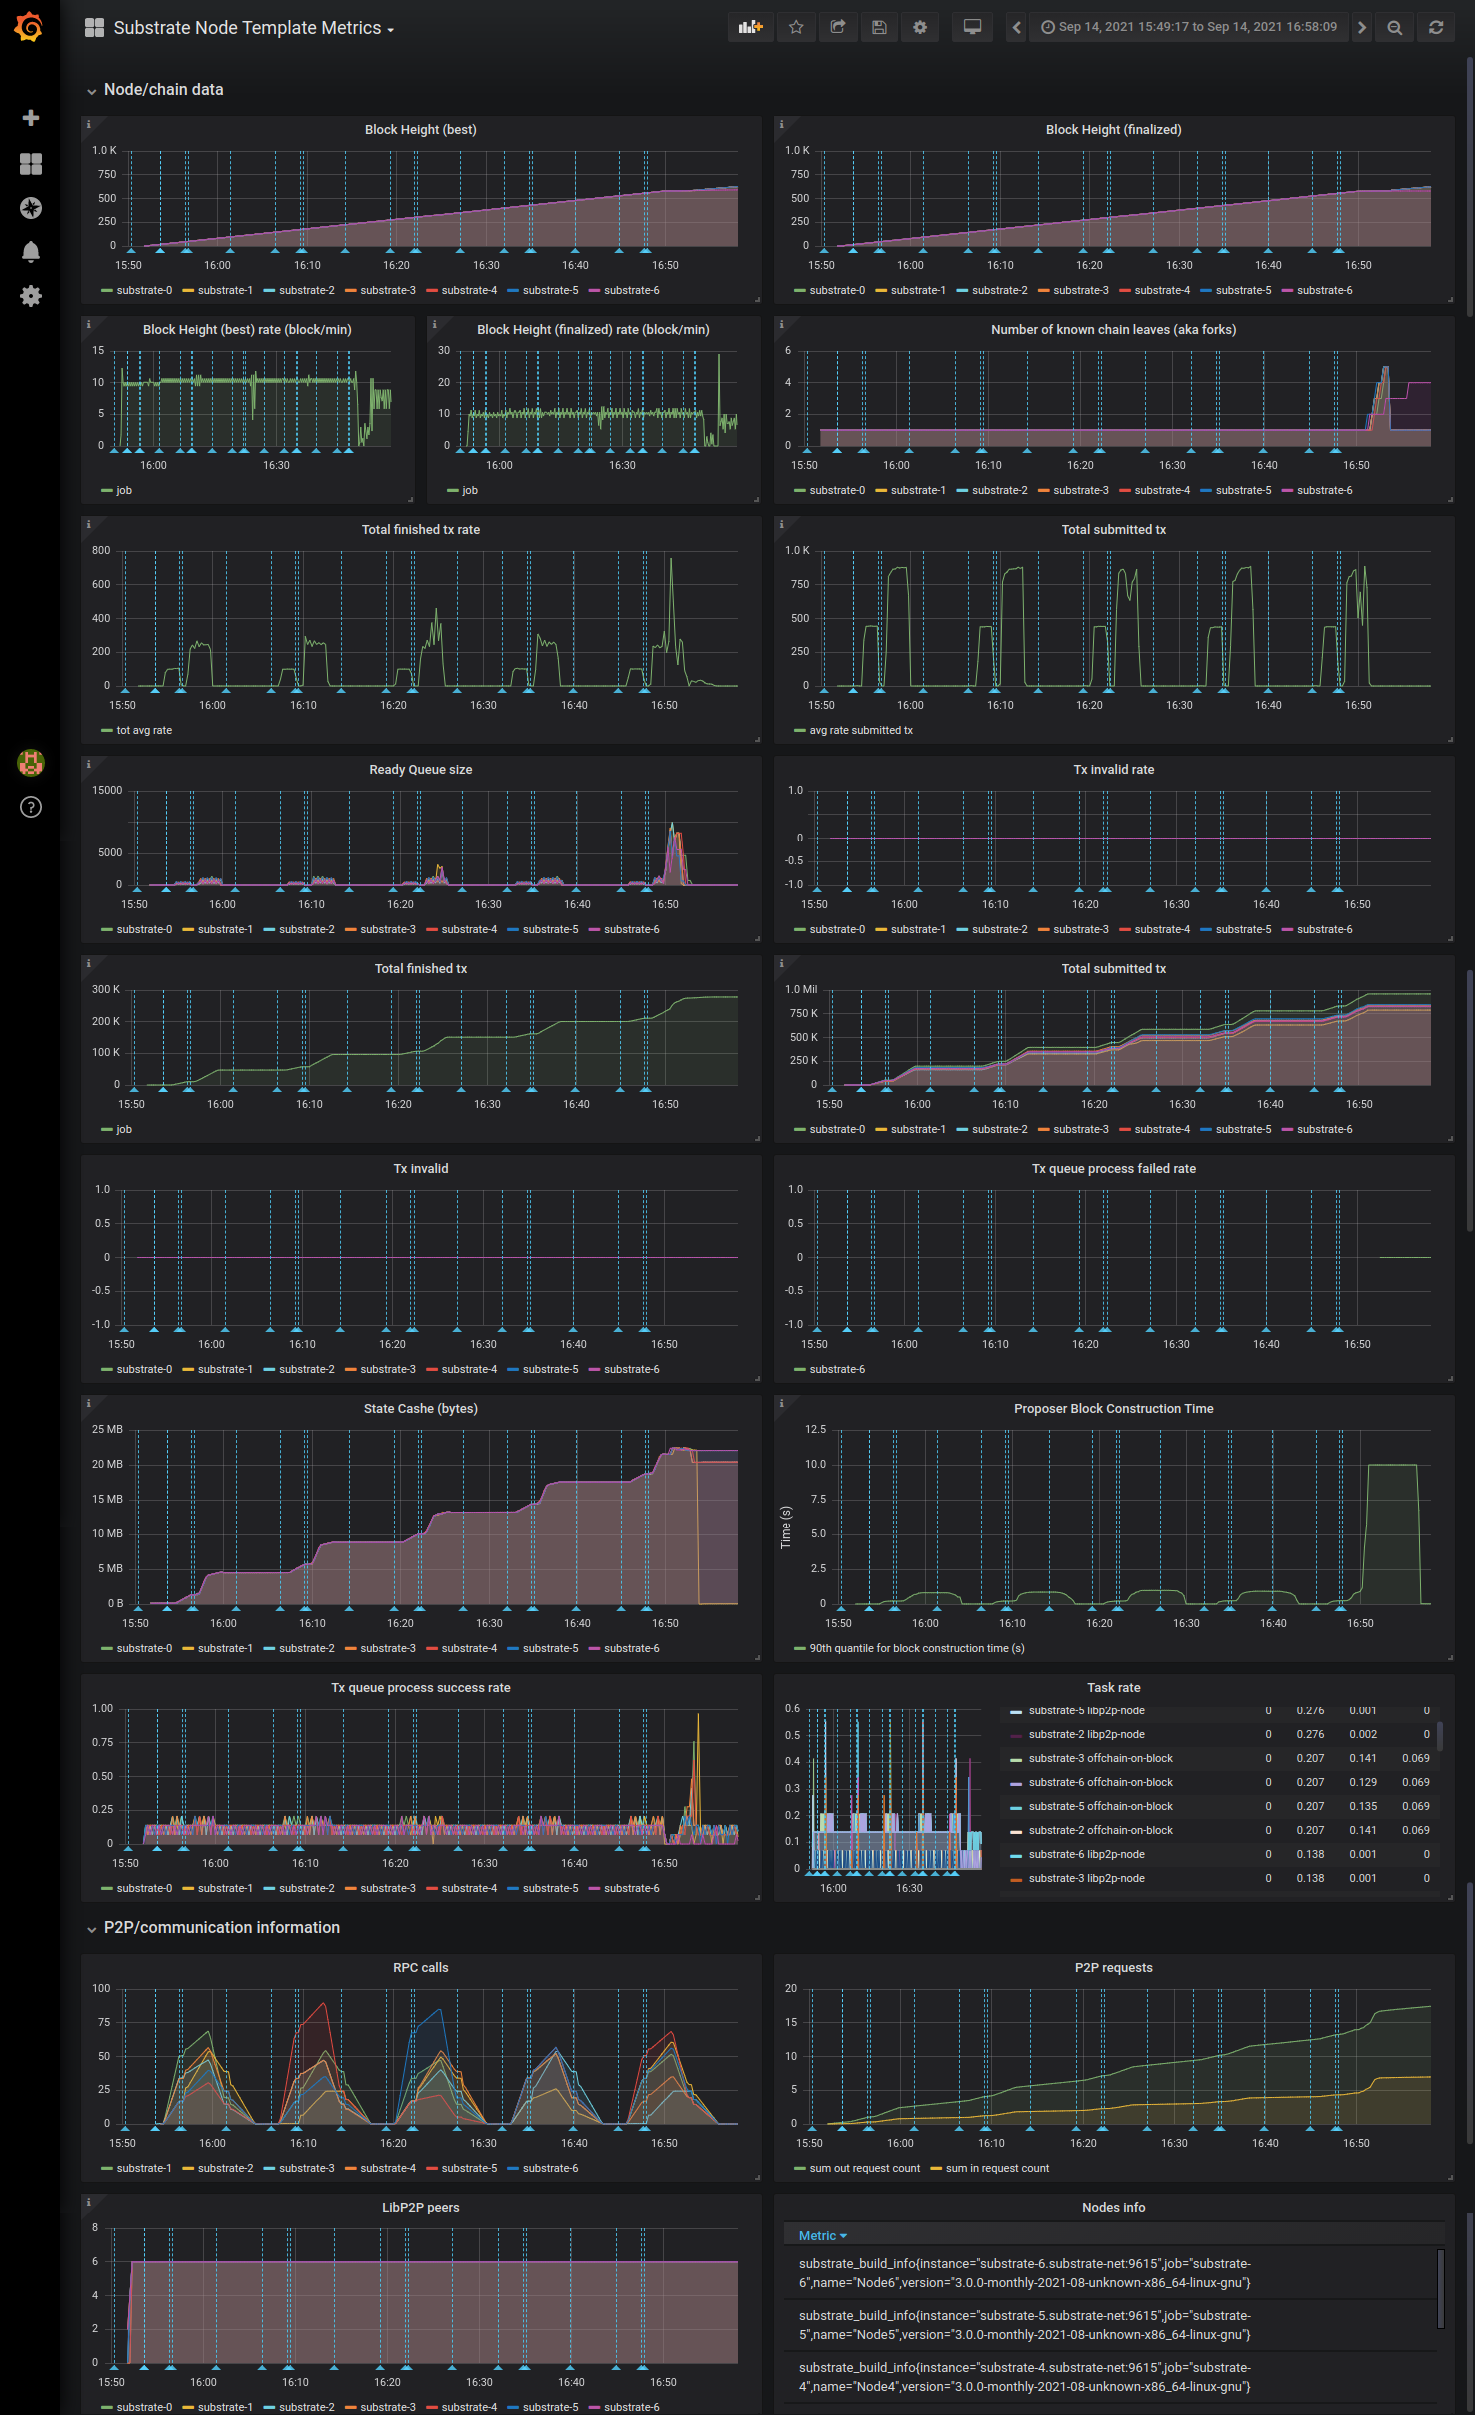 Substrate Node Template Metrics
Sep 14, 2021 15:49:17 to Sep 14, 2021 16:58:09
Node/chain data
Block Height (best)
1.0 K
750
500
250
0
15:50 16:00 16:10 16:20 16:30 16:40 16:50
substrate-0 substrate-1 substrate-2 substrate-3 substrate-4 substrate-5 substrate-6
Block Height (finalized)
1.0 K
750
500
250
0
15:50 16:00 16:10 16:20 16:30 16:40 16:50
substrate-0 substrate-1 substrate-2 substrate-3 substrate-4 substrate-5 substrate-6
Block Height (best) rate (block/min)
15
10
5
0
16:00 16:30
job
Block Height (finalized) rate (block/min)
30
20
10
0
16:00 16:30
job
Number of known chain leaves (aka forks)
6
4
2
0
15:50 16:00 16:10 16:20 16:30 16:40 16:50
substrate-0 substrate-1 substrate-2 substrate-3 substrate-4 substrate-5 substrate-6
Total finished tx rate
800
600
400
200
0
15:50 16:00 16:10 16:20 16:30 16:40 16:50
tot avg rate
Total submitted tx
1.0 K
750
500
250
0
15:50 16:00 16:10 16:20 16:30 16:40 16:50
avg rate submitted tx
Ready Queue size
15000
5000
0
15:50 16:00 16:10 16:20 16:30 16:40 16:50
substrate-0 substrate-1 substrate-2 substrate-3 substrate-4 substrate-5 substrate-6
Tx invalid rate
1.0
0
-0.5
-1.0
15:50 16:00 16:10 16:20 16:30 16:40 16:50
substrate-0 substrate-1 substrate-2 substrate-3 substrate-4 substrate-5 substrate-6
Total finished tx
300 K
200 K
100 K
0
15:50 16:00 16:10 16:20 16:30 16:40 16:50
job
Total submitted tx
1.0 Mil
750 K
500 K
250 K
0
15:50 16:00 16:10 16:20 16:30 16:40 16:50
substrate-0 substrate-1 substrate-2 substrate-3 substrate-4 substrate-5 substrate-6
Tx invalid
1.0
0.5
0
-0.5
-1.0
15:50 16:00 16:10 16:20 16:30 16:40 16:50
substrate-0 substrate-1 substrate-2 substrate-3 substrate-4 substrate-5 substrate-6
Tx queue process failed rate
1.0
0.5
0
-0.5
-1.0
15:50 16:00 16:10 16:20 16:30 16:40 16:50
substrate-6
State Cashe (bytes)
25 MB
20 MB
15 MB
10 MB
5 MB
0 B
15:50 16:00 16:10 16:20 16:30 16:40 16:50
substrate-0 substrate-1 substrate-2 substrate-3 substrate-4 substrate-5 substrate-6
Proposer Block Construction Time
Time (s)
12.5
10.0
7.5
5.0
2.5
0
15:50 16:00 16:10 16:20 16:30 16:40 16:50
90th quantile for block construction time (s)
Tx queue process success rate
1.00
0.75
0.50
0.25
0
15:50 16:00 16:10 16:20 16:30 16:40 16:50
substrate-0 substrate-1 substrate-2 substrate-3 substrate-4 substrate-5 substrate-6
Task rate
0.6
0.5
0.4
0.3
0.2
0.1
0
16:00 16:30
substrate-5 libp2p-node 0 0.276 0.001 0
substrate-2 libp2p-node 0 0.276 0.002 0
substrate-3 offchain-on-block 0 0.207 0.141 0.069
substrate-6 offchain-on-block 0 0.207 0.129 0.069
substrate-5 offchain-on-block 0 0.207 0.135 0.069
substrate-2 offchain-on-block 0 0.207 0.141 0.069
substrate-6 libp2p-node 0 0.138 0.001 0
substrate-3 libp2p-node 0 0.138 0.001 0
P2P/communication information
RPC calls
100
75
50
25
0
15:50 16:00 16:10 16:20 16:30 16:40 16:50
substrate-1 substrate-2 substrate-3 substrate-4 substrate-5 substrate-6
P2P requests
20
15
10
5
0
15:50 16:00 16:10 16:20 16:30 16:40 16:50
sum out request count sum in request count
LibP2P peers
8
6
4
2
0
15:50 16:00 16:10 16:20 16:30 16:40 16:50
substrate-0 substrate-1 substrate-2 substrate-3 substrate-4 substrate-5 substrate-6
Nodes info
Metric
substrate_build_info{instance="substrate-6.substrate-net:9615",job="substrate-
6",name="Node6",version="3.0.0-monthly-2021-08-unknown-x86_64-linux-gnu"}
substrate_build_info{instance="substrate-5.substrate-net:9615",job="substrate-
5",name="Node5",version="3.0.0-monthly-2021-08-unknown-x86_64-linux-gnu"}
substrate_build_info{instance="substrate-4.substrate-net:9615",job="substrate-
4",name="Node4",version="3.0.0-monthly-2021-08-unknown-x86_64-linux-gnu"}